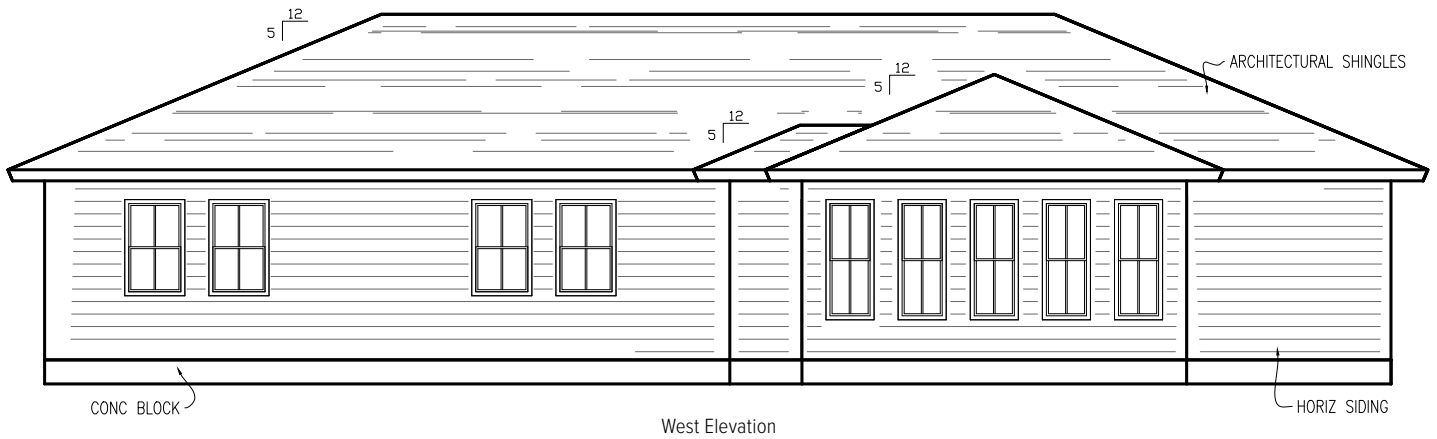 12
5
ARCHITECTURAL SHINGLES
12
5
12
5
CONC BLOCK
HORIZ SIDING
West Elevation